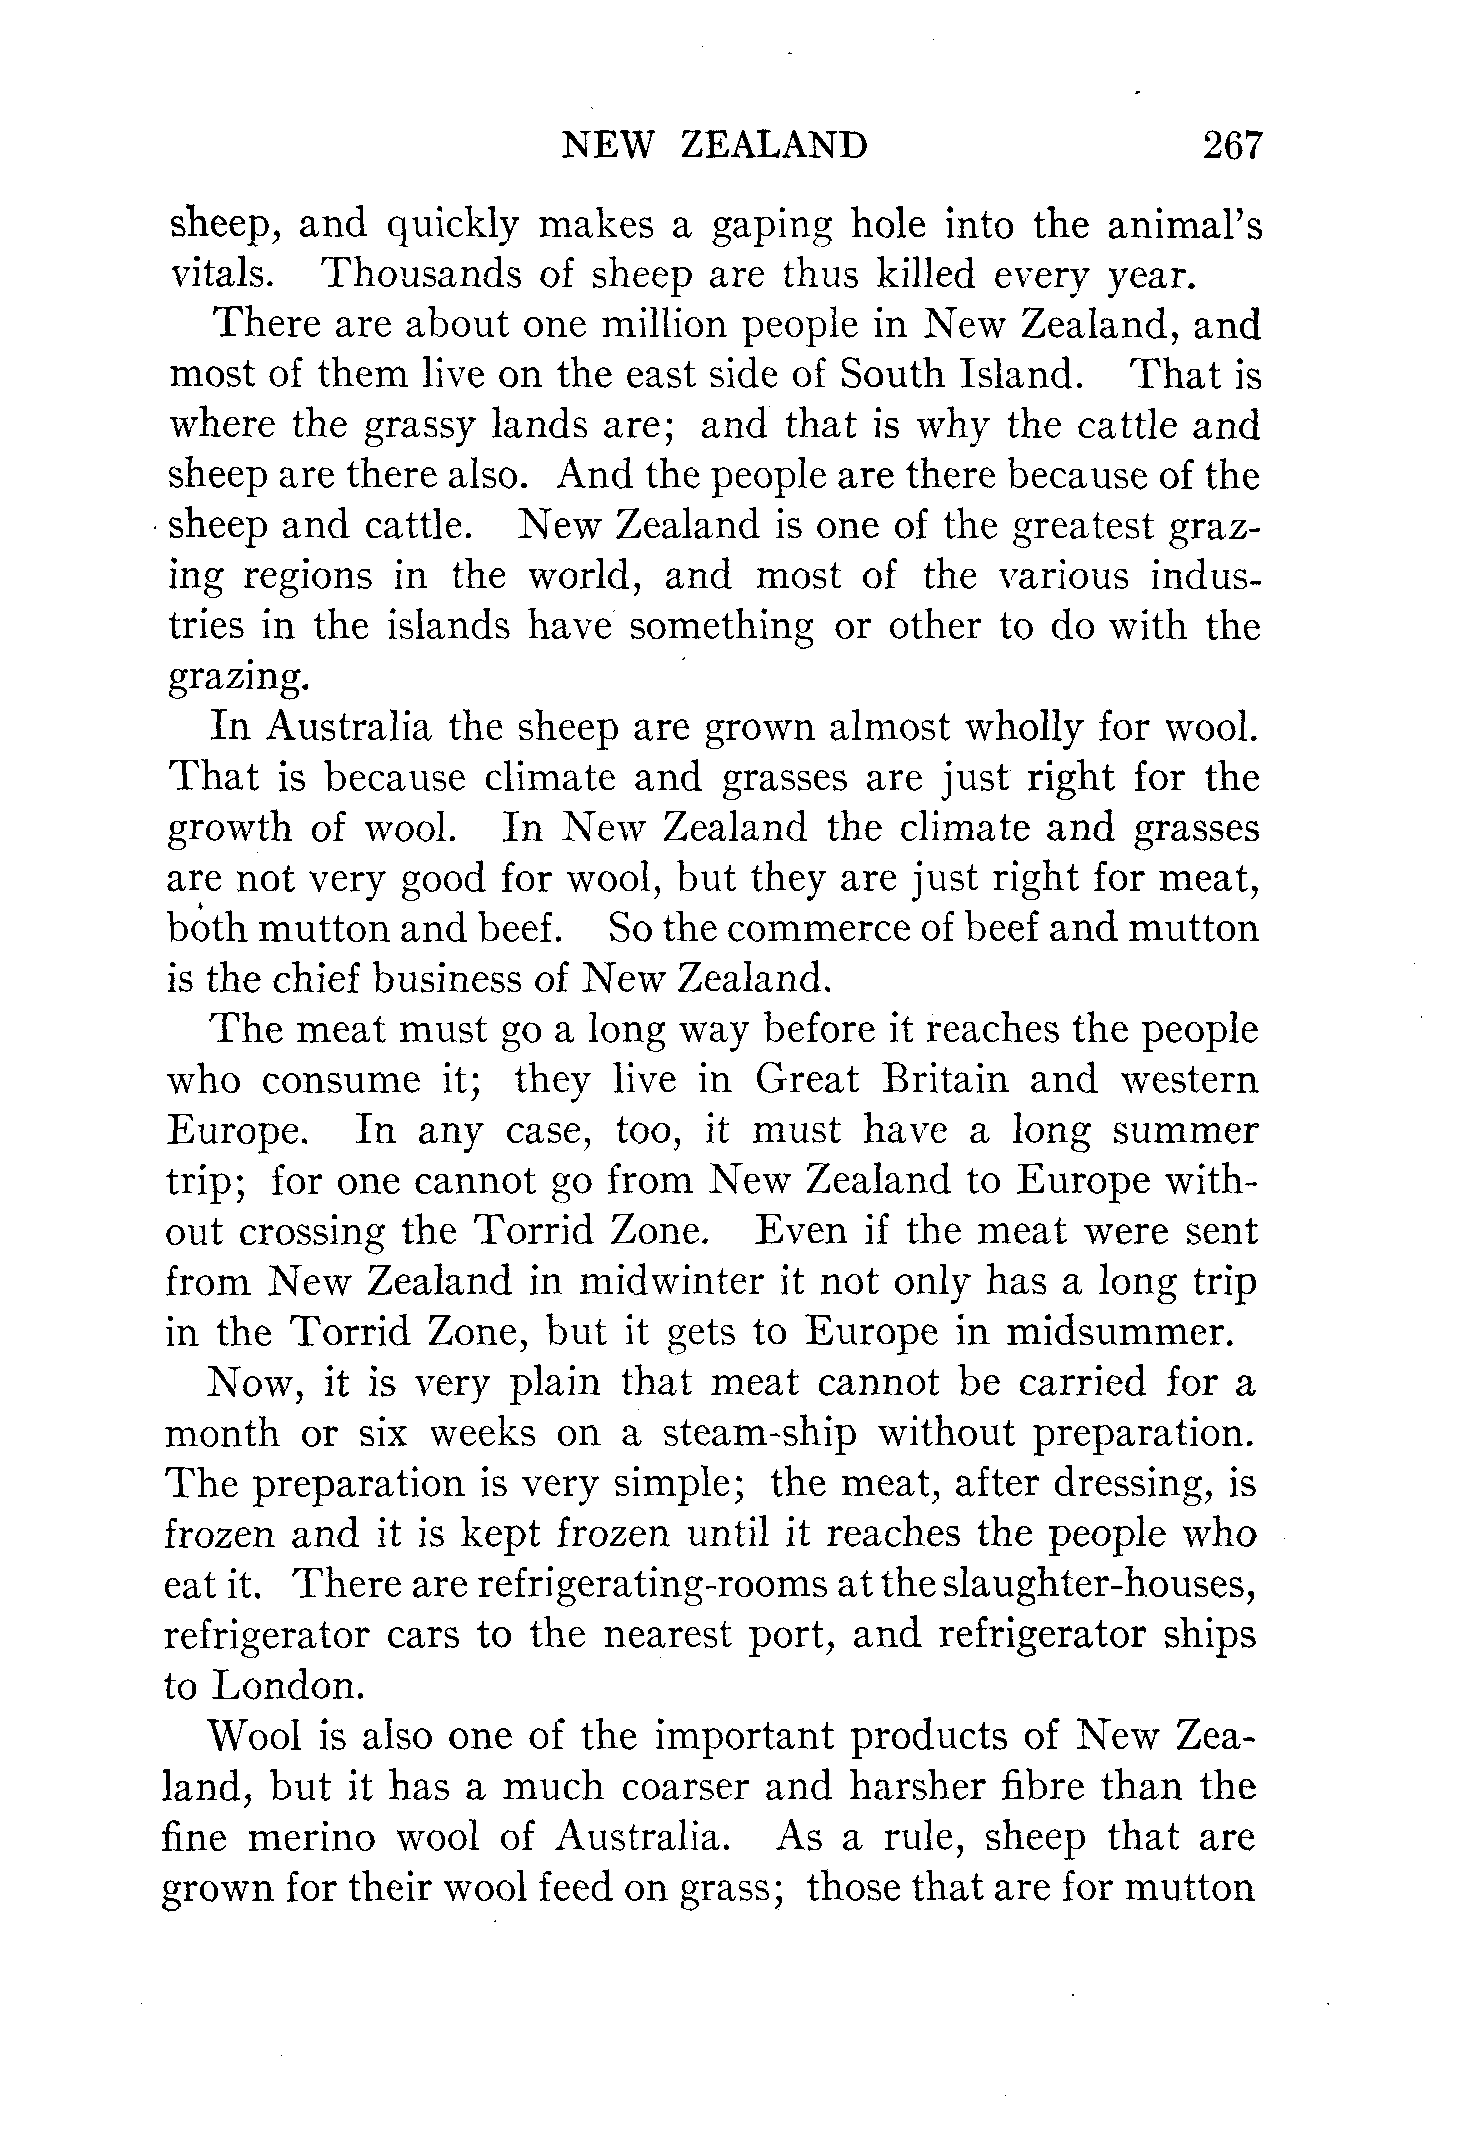 NEW ZEALAND 267
sheep, and quickly makes a gaping hole into the animal's
vitals. Thousands of sheep are thus killed every year.
There are about one million people in New Zealand, and
most of them live on the east side of South Island. That is
where the grassy lands are; and that is why the cattle and
sheep are there also. And the people are there because of the
sheep and cattle. New Zealand is one of the greatest graz-
ing regions in the world, and most of the various indus-
tries in the islands have something or other to do with the
grazing.
In Australia the sheep are grown almost wholly for wool.
That is because climate and grasses are just right for the
growth of wool. In New Zealand the climate and grasses
are not very good for wool, but they are just right for meat,
both mutton and beef. So the commerce of beef and mutton
is the chief business of New Zealand.
The meat must go a long way before it reaches the people
who consume it; they live in Great Britain and western
Europe. In any case, too, it must have a long summer
trip; for one cannot go from New Zealand to Europe with-
out crossing the Torrid Zone. Even if the meat were sent
from New Zealand in midwinter it not only has a long trip
in the Torrid Zone, but it gets to Europe in midsummer.
Now, it is very plain that meat cannot be carried for a
month or six weeks on a steam-ship without preparation.
The preparation is very simple; the meat, after dressing, is
frozen and it is kept frozen until it reaches the people who
eat it. There are refrigerating-rooms at the slaughter-houses,
refrigerator cars to the nearest port, and refrigerator ships
to London.
Wool is also one of the important products of New Zea-
land, but it has a much coarser and harsher fibre than the
fine merino wool of Australia. As a rule, sheep that are
grown for their wool feed on grass; those that are for mutton